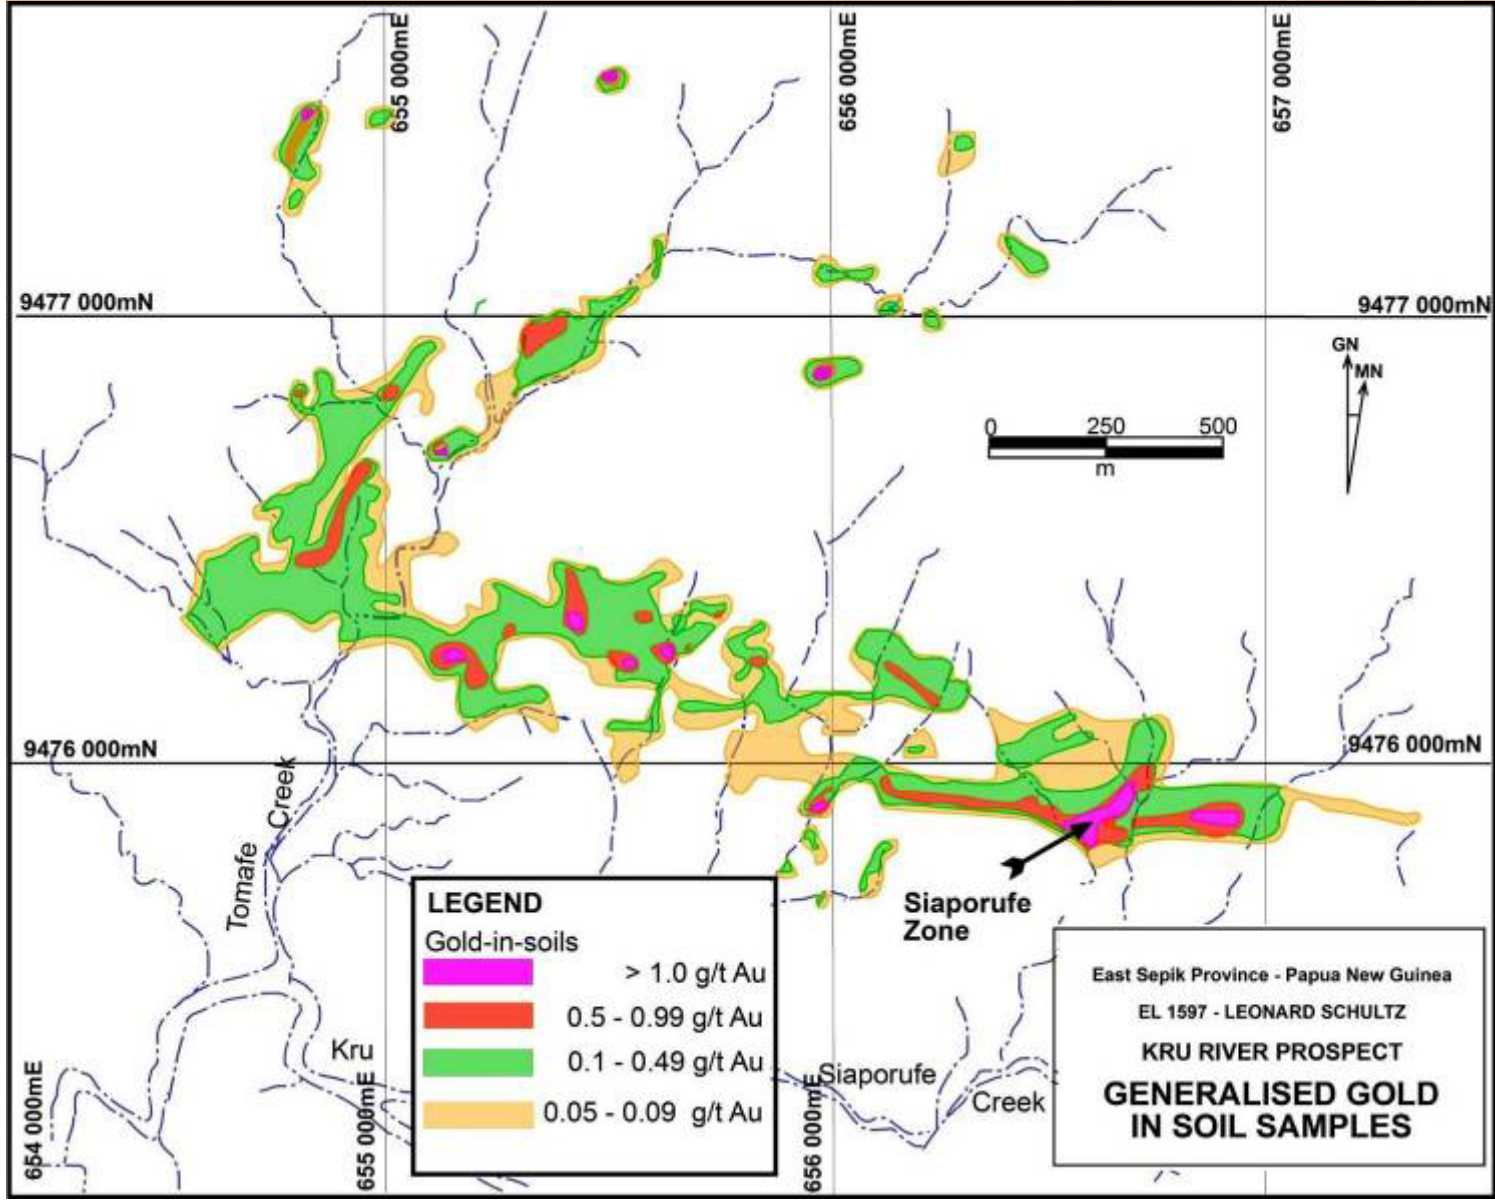 655 000mE
656 000mE
657 000mE
9477 000mN
9477 000mN
GN
MN
0 250 500
m
9476 000mN
9476 000mN
Tomafe Creek
Siaporufe
Zone
LEGEND
Gold-in-soils
> 1.0 g/t Au
0.5 - 0.99 g/t Au
0.1 - 0.49 g/t Au
0.05 - 0.09 g/t Au
Kru
Siaporufe
Creek
654 000mE
655 000mE
656 000mE
East Sepik Province - Papua New Guinea
EL 1597 - LEONARD SCHULTZ
KRU RIVER PROSPECT
GENERALISED GOLD
IN SOIL SAMPLES